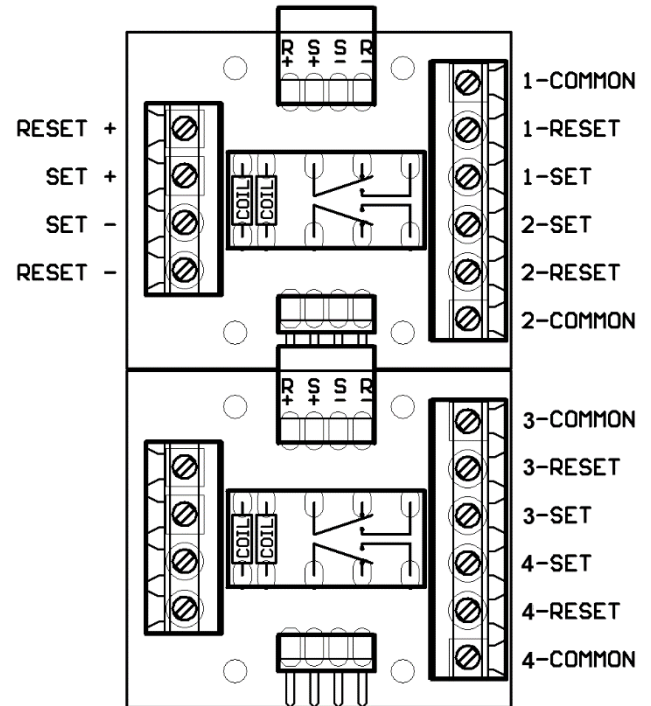 R S S R
+ + - -
1-COMMON
RESET + 1-RESET
SET + 1-SET
COIL COIL
SET - 2-SET
RESET - 2-RESET
2-COMMON
R S S R
+ + - -
3-COMMON
3-RESET
3-SET
COIL COIL
4-SET
4-RESET
4-COMMON